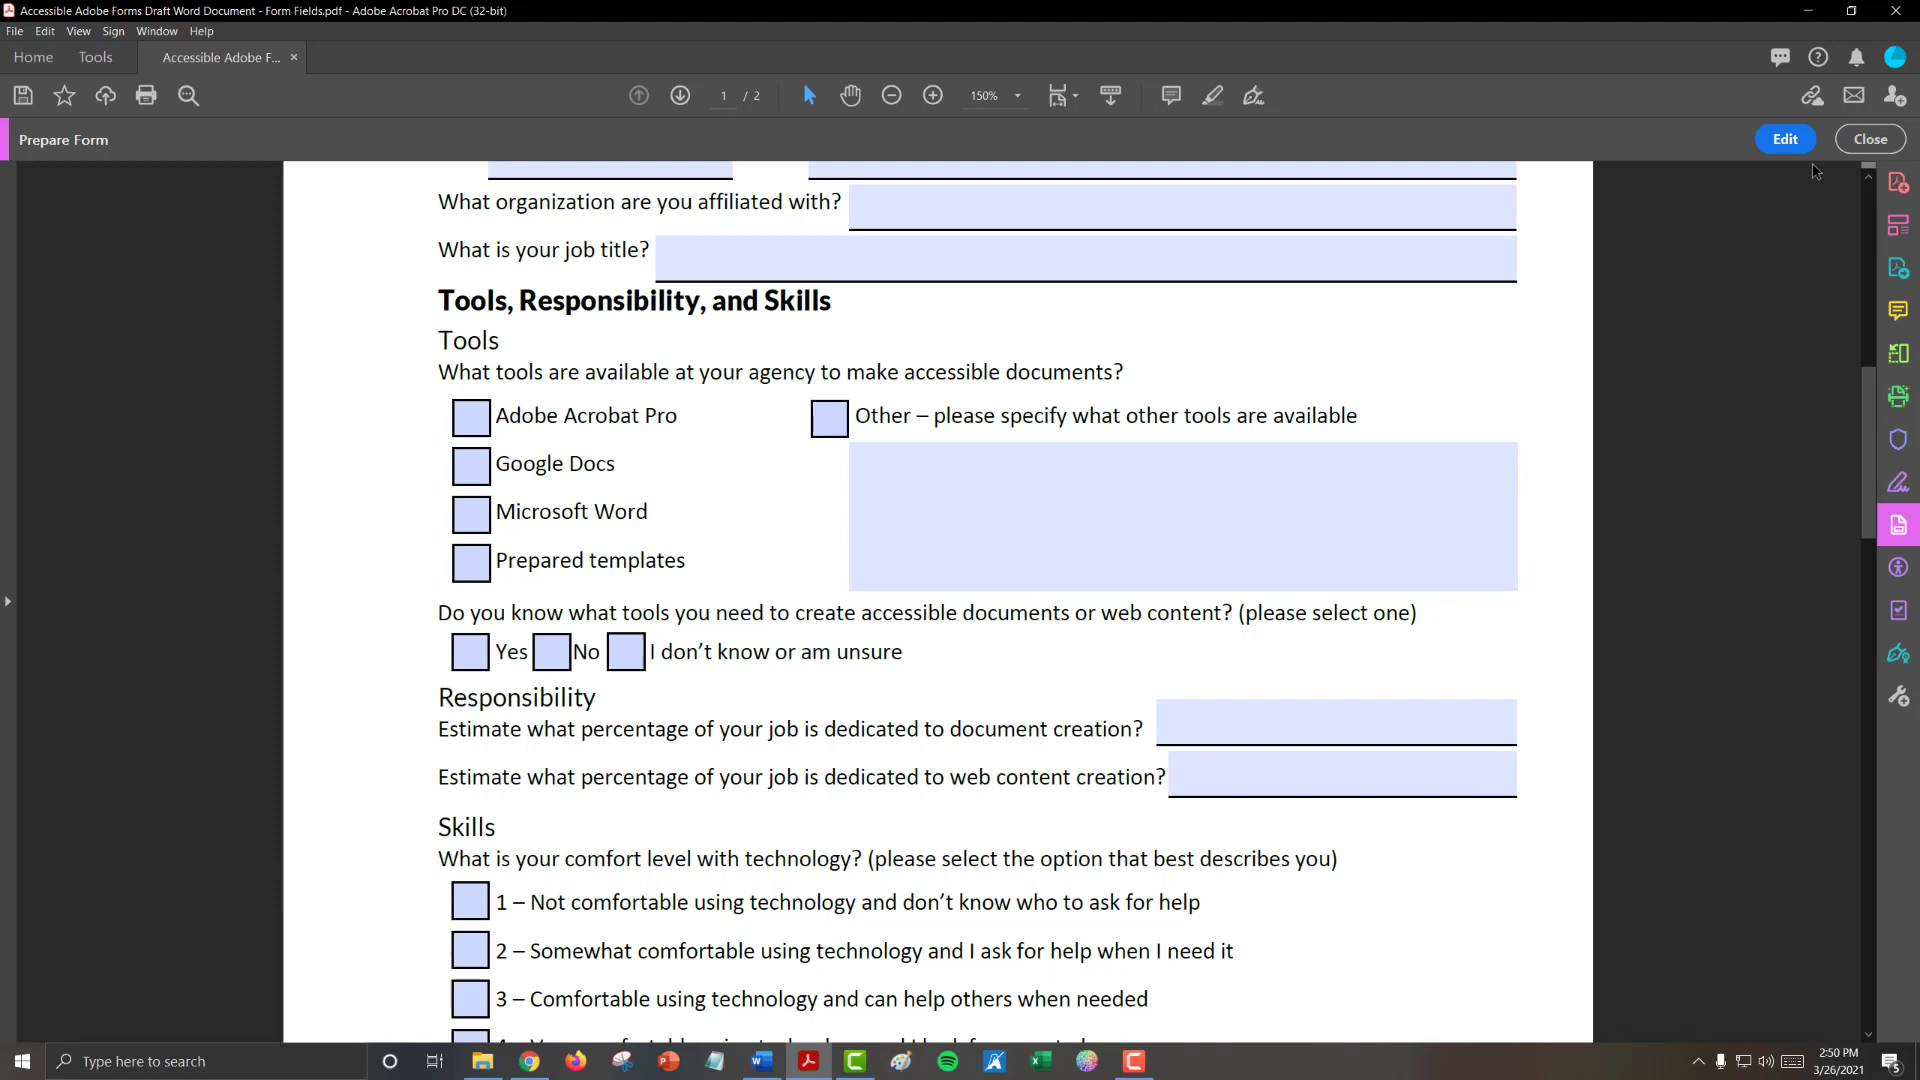 Accessible Adobe Forms Draft Word Document - Form Fields.pdf - Adobe Acrobat Pro DC (32-bit)
File Edit View Sign Window Help
Home Tools Accessible Adobe F... ×
1 / 2 150%
Prepare Form Edit Close
What organization are you affiliated with?
What is your job title?
Tools, Responsibility, and Skills
Tools
What tools are available at your agency to make accessible documents?
Adobe Acrobat Pro Other – please specify what other tools are available
Google Docs
Microsoft Word
Prepared templates
Do you know what tools you need to create accessible documents or web content? (please select one)
Yes No I don’t know or am unsure
Responsibility
Estimate what percentage of your job is dedicated to document creation?
Estimate what percentage of your job is dedicated to web content creation?
Skills
What is your comfort level with technology? (please select the option that best describes you)
1 – Not comfortable using technology and don’t know who to ask for help
2 – Somewhat comfortable using technology and I ask for help when I need it
3 – Comfortable using technology and can help others when needed
Type here to search
2:50 PM
3/26/2021
5